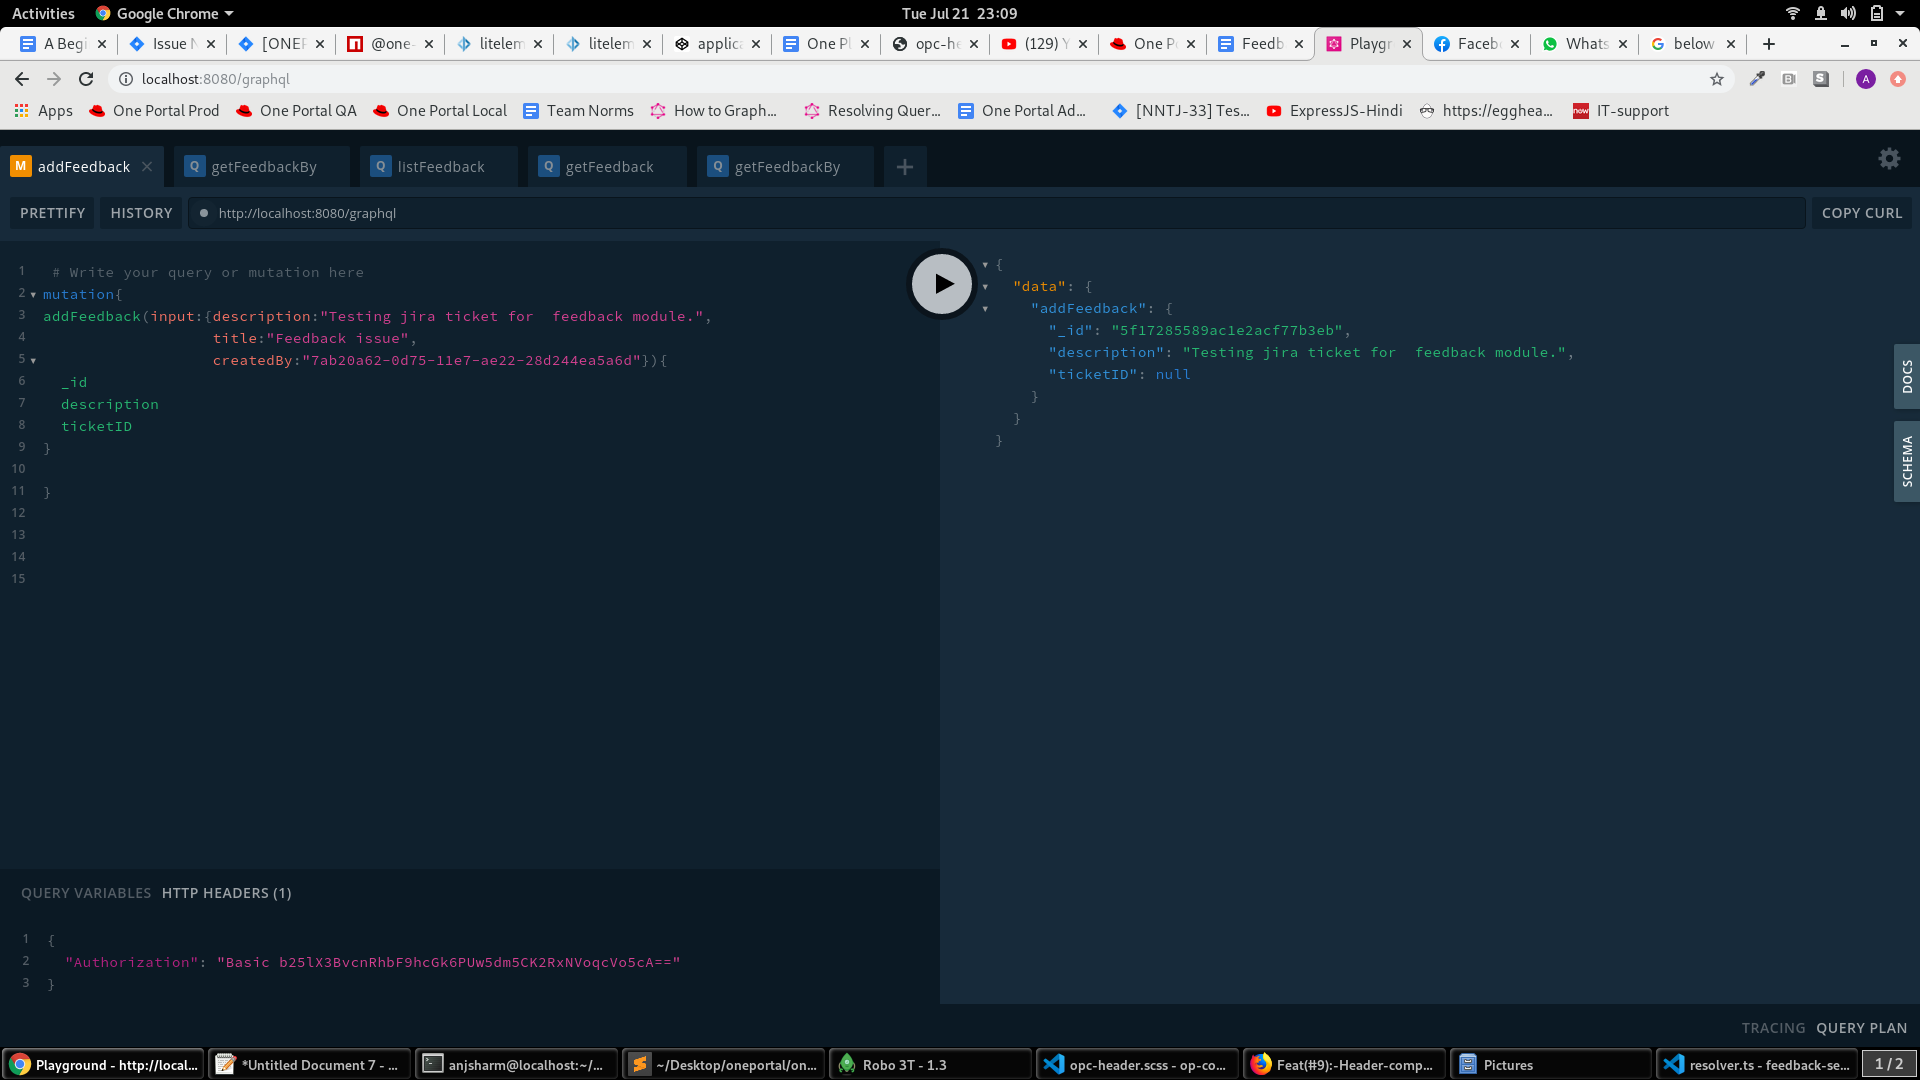 Activities Google Chrome Tue Jul 21 23:09
A Begi Issue N [ONEP @one- litelem litelem applic One Pl opc-he (129) Y One P Feedb Playgr Faceb Whats below
localhost:8080/graphql
Apps One Portal Prod One Portal QA One Portal Local Team Norms How to Graph... Resolving Quer... One Portal Ad... [NNTJ-33] Tes... ExpressJS-Hindi https://egghea... IT-support
M addFeedback Q getFeedbackBy Q listFeedback Q getFeedback Q getFeedbackBy
PRETTIFY HISTORY http://localhost:8080/graphql COPY CURL
1 # Write your query or mutation here
2 mutation{
3 addFeedback(input:{description:"Testing jira ticket for  feedback module.",
4 title:"Feedback issue",
5 createdBy:"7ab20a62-0d75-11e7-ae22-28d244ea5a6d"}){
6 _id
7 description
8 ticketID
9 }
10
11 }
12
13
14
15
{
"data": {
"addFeedback": {
"_id": "5f17285589ac1e2acf77b3eb",
"description": "Testing jira ticket for  feedback module.",
"ticketID": null
}
}
}
DOCS
SCHEMA
QUERY VARIABLES HTTP HEADERS (1)
1 {
2 "Authorization": "Basic b25lX3BvcnRhbF9hcGk6PUw5dm5CK2RxNVoqcVo5cA=="
3 }
TRACING QUERY PLAN
Playground - http://local... *Untitled Document 7 - ... anjsharm@localhost:~/... ~/Desktop/oneportal/on... Robo 3T - 1.3 opc-header.scss - op-co... Feat(#9):-Header-comp... Pictures resolver.ts - feedback-se... 1 / 2